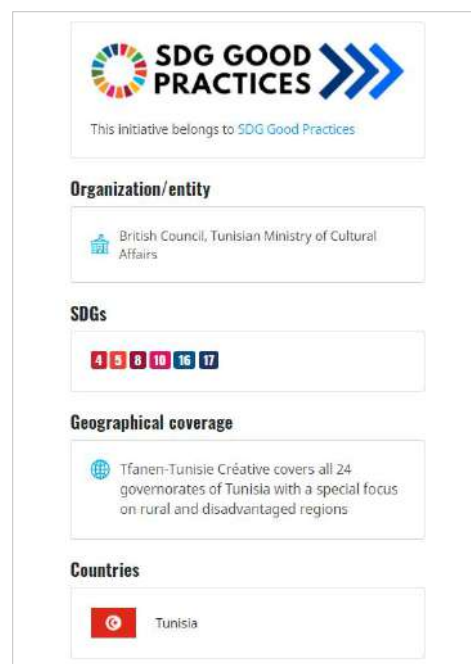 SDG GOOD
PRACTICES
This initiative belongs to SDG Good Practices
Organization/entity
British Council, Tunisian Ministry of Cultural
Affairs
SDGs
4 5 8 10 16 17
Geographical coverage
Tfanen-Tunisie Créative covers all 24
governorates of Tunisia with a special focus
on rural and disadvantaged regions
Countries
Tunisia